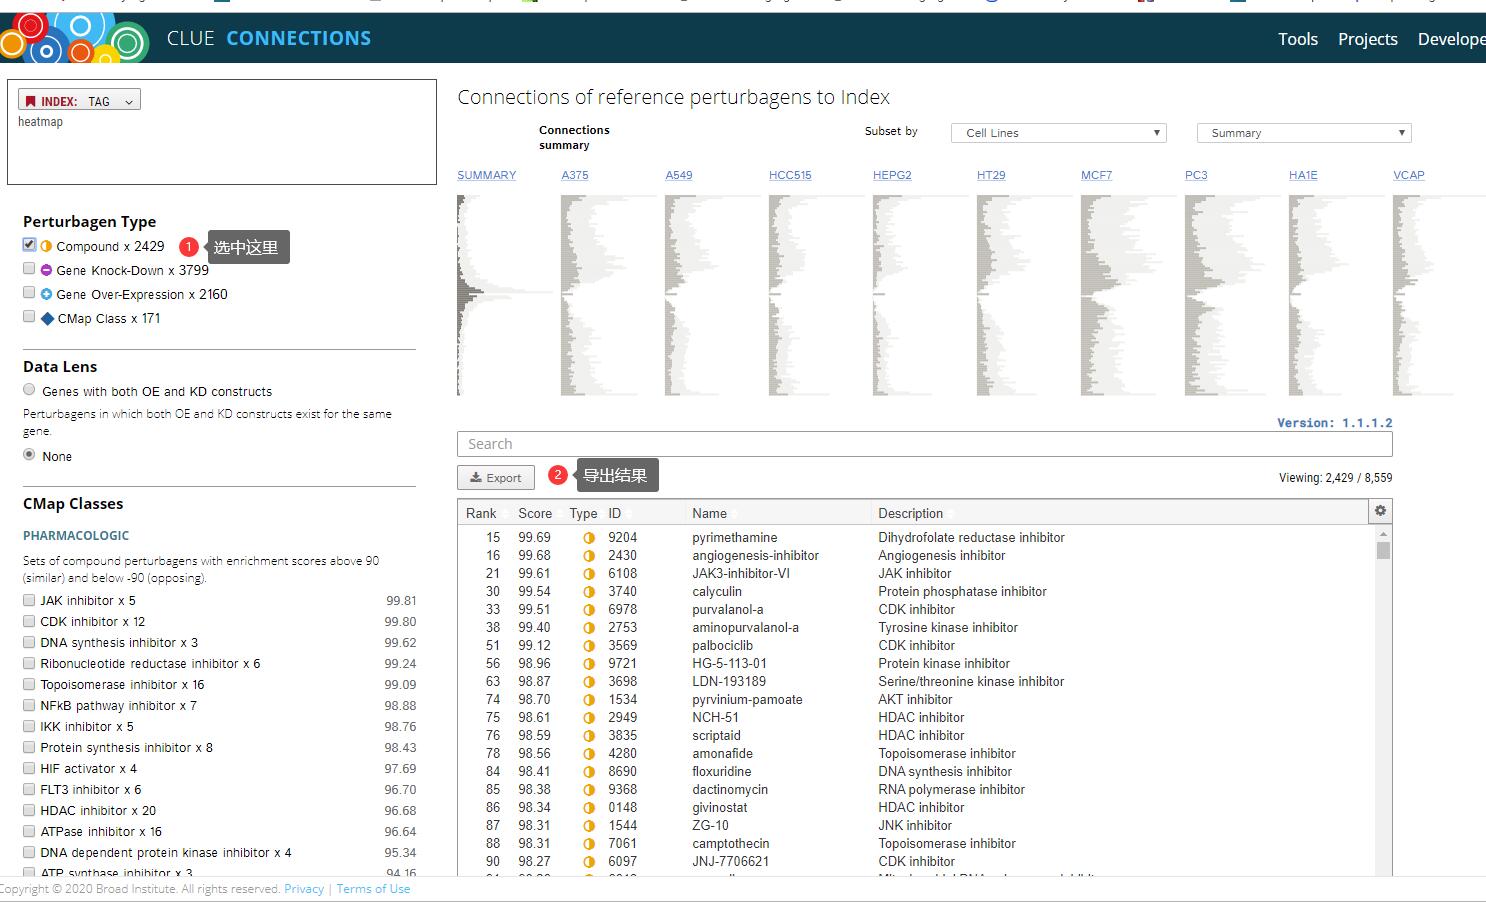 CLUE CONNECTIONS
Tools Projects Develope
INDEX: TAG
heatmap
Perturbagen Type
Compound x 2429
1 选中这里
Gene Knock-Down x 3799
Gene Over-Expression x 2160
CMap Class x 171
Data Lens
Genes with both OE and KD constructs
Perturbagens in which both OE and KD constructs exist for the same
gene.
None
CMap Classes
PHARMACOLOGIC
Sets of compound perturbagens with enrichment scores above 90
(similar) and below -90 (opposing).
JAK inhibitor x 5 99.81
CDK inhibitor x 12 99.80
DNA synthesis inhibitor x 3 99.62
Ribonucleotide reductase inhibitor x 6 99.24
Topoisomerase inhibitor x 16 99.09
NFkB pathway inhibitor x 7 98.88
IKK inhibitor x 5 98.76
Protein synthesis inhibitor x 8 98.43
HIF activator x 4 97.69
FLT3 inhibitor x 6 96.70
HDAC inhibitor x 20 96.68
ATPase inhibitor x 16 96.64
DNA dependent protein kinase inhibitor x 4 95.34
ATP synthase inhibitor x 3 94.16
Connections of reference perturbagens to Index
Connections
summary
Subset by Cell Lines Summary
SUMMARY A375 A549 HCC515 HEPG2 HT29 MCF7 PC3 HA1E VCAP
Version: 1.1.1.2
Search
Export
2 导出结果
Viewing: 2,429 / 8,559
Rank Score Type ID Name Description
15 99.69 9204 pyrimethamine Dihydrofolate reductase inhibitor
16 99.68 2430 angiogenesis-inhibitor Angiogenesis inhibitor
21 99.61 6108 JAK3-inhibitor-VI JAK inhibitor
30 99.54 3740 calyculin Protein phosphatase inhibitor
33 99.51 6978 purvalanol-a CDK inhibitor
38 99.40 2753 aminopurvalanol-a Tyrosine kinase inhibitor
51 99.12 3569 palbociclib CDK inhibitor
56 98.96 9721 HG-5-113-01 Protein kinase inhibitor
63 98.87 3698 LDN-193189 Serine/threonine kinase inhibitor
74 98.70 1534 pyrvinium-pamoate AKT inhibitor
75 98.61 2949 NCH-51 HDAC inhibitor
76 98.59 3835 scriptaid HDAC inhibitor
78 98.56 4280 amonafide Topoisomerase inhibitor
84 98.41 8690 floxuridine DNA synthesis inhibitor
85 98.38 9368 dactinomycin RNA polymerase inhibitor
86 98.34 0148 givinostat HDAC inhibitor
87 98.31 1544 ZG-10 JNK inhibitor
88 98.31 7061 camptothecin Topoisomerase inhibitor
90 98.27 6097 JNJ-7706621 CDK inhibitor
Copyright © 2020 Broad Institute. All rights reserved. Privacy | Terms of Use